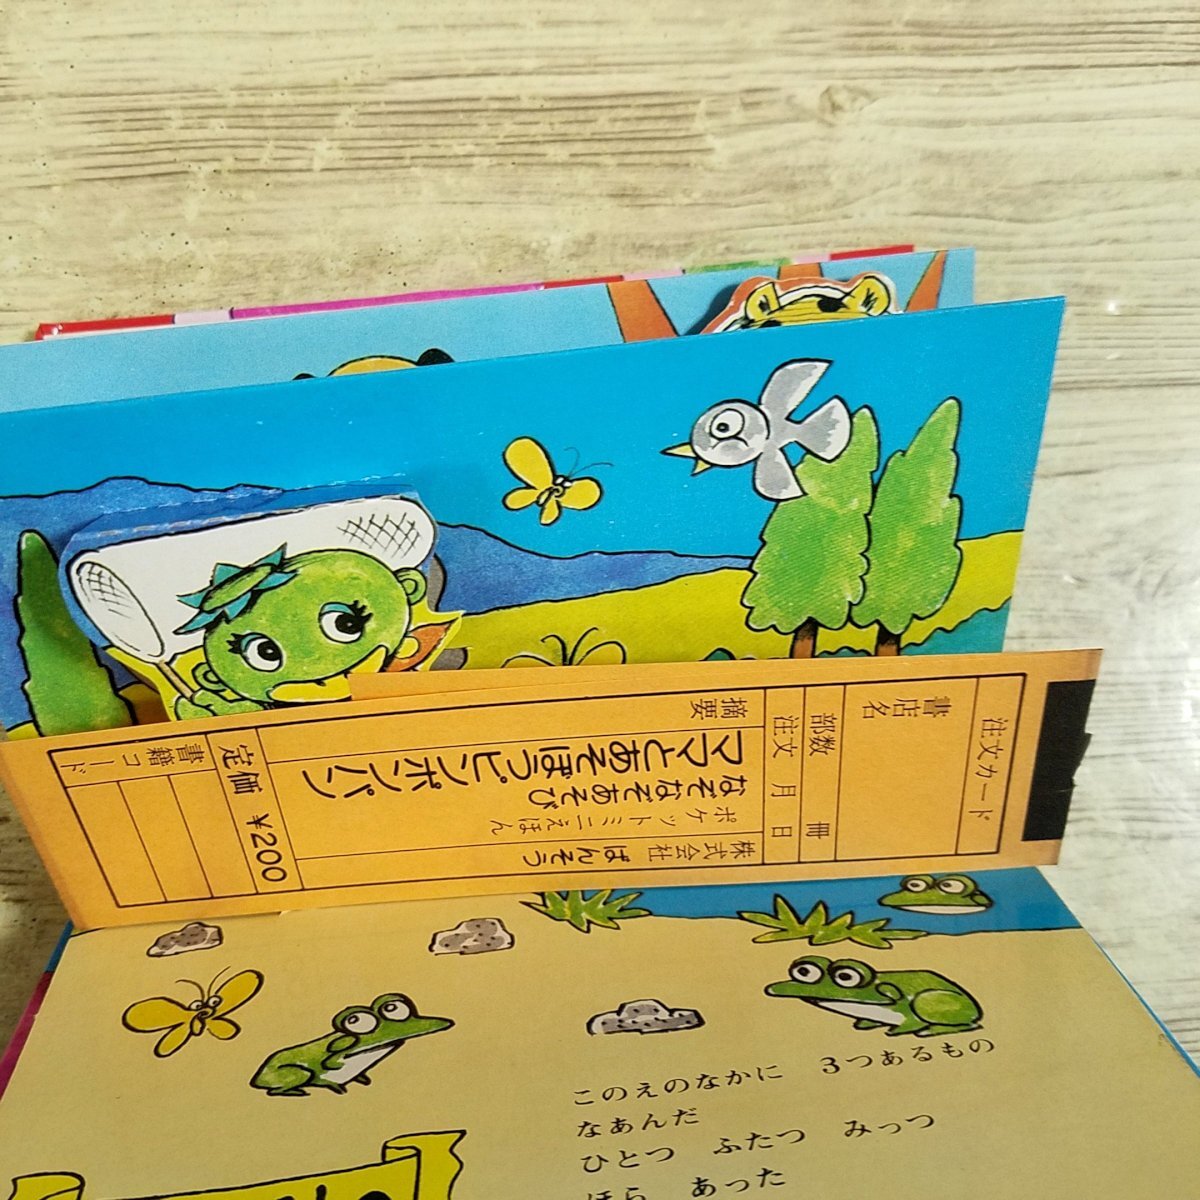 注文カード
書店名
部数 冊
注文 月 日
摘要
ママとあそぼうピンポンパン
なぞなぞあそび
ポケットミニえほん
株式会社 ばんそう
定価 ¥200
書籍コード
このえのなかに 3つあるもの
なあんだ
ひとつ ふたつ みっつ
ほら あった